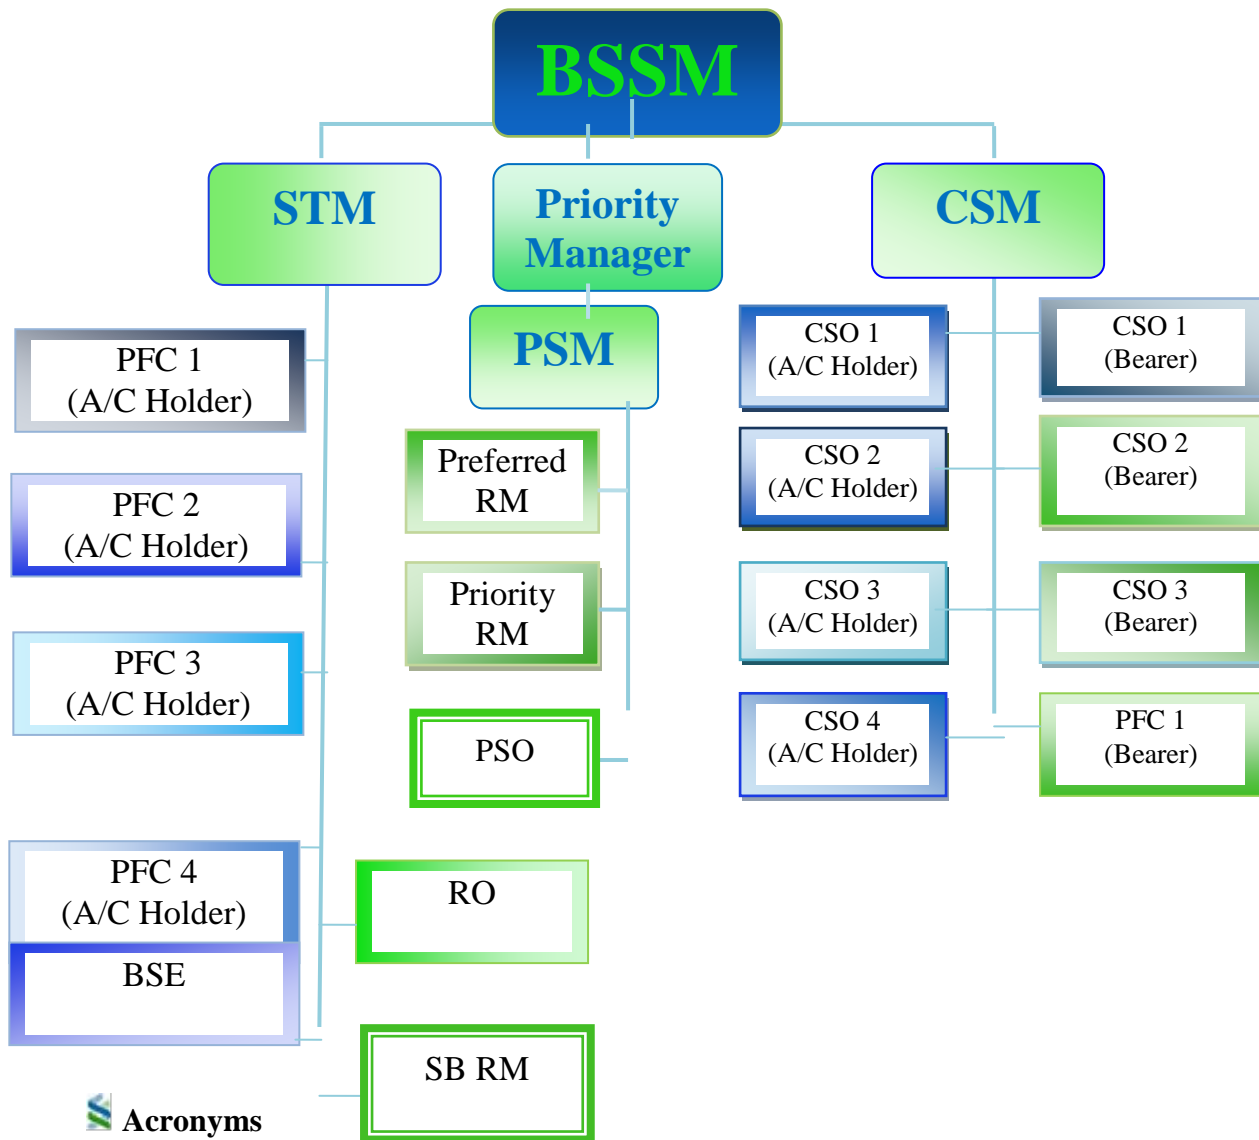 BSSM
STM
Priority
Manager
CSM
PSM
PFC 1
(A/C Holder)
PFC 2
(A/C Holder)
PFC 3
(A/C Holder)
PFC 4
(A/C Holder)
BSE
Preferred
RM
Priority
RM
PSO
RO
SB RM
CSO 1
(A/C Holder)
CSO 2
(A/C Holder)
CSO 3
(A/C Holder)
CSO 4
(A/C Holder)
CSO 1
(Bearer)
CSO 2
(Bearer)
CSO 3
(Bearer)
PFC 1
(Bearer)
Acronyms